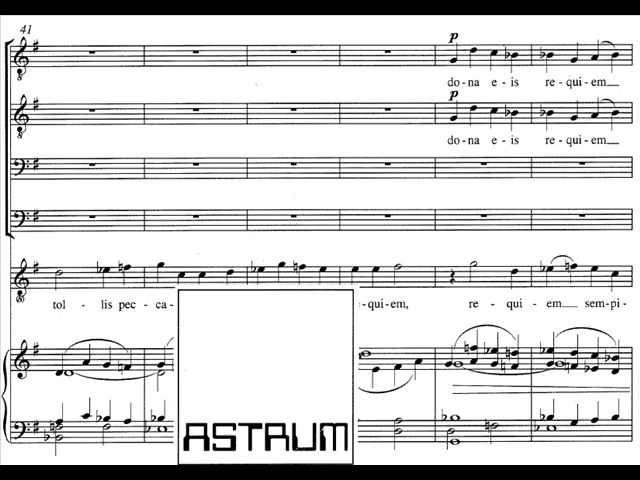 41
p
do-na e-is re-qui-em
p
do-na e-is re-qui-em
tol - lis pec - ca - -qui-em, re - qui - em sem-pi-
ASTRUM